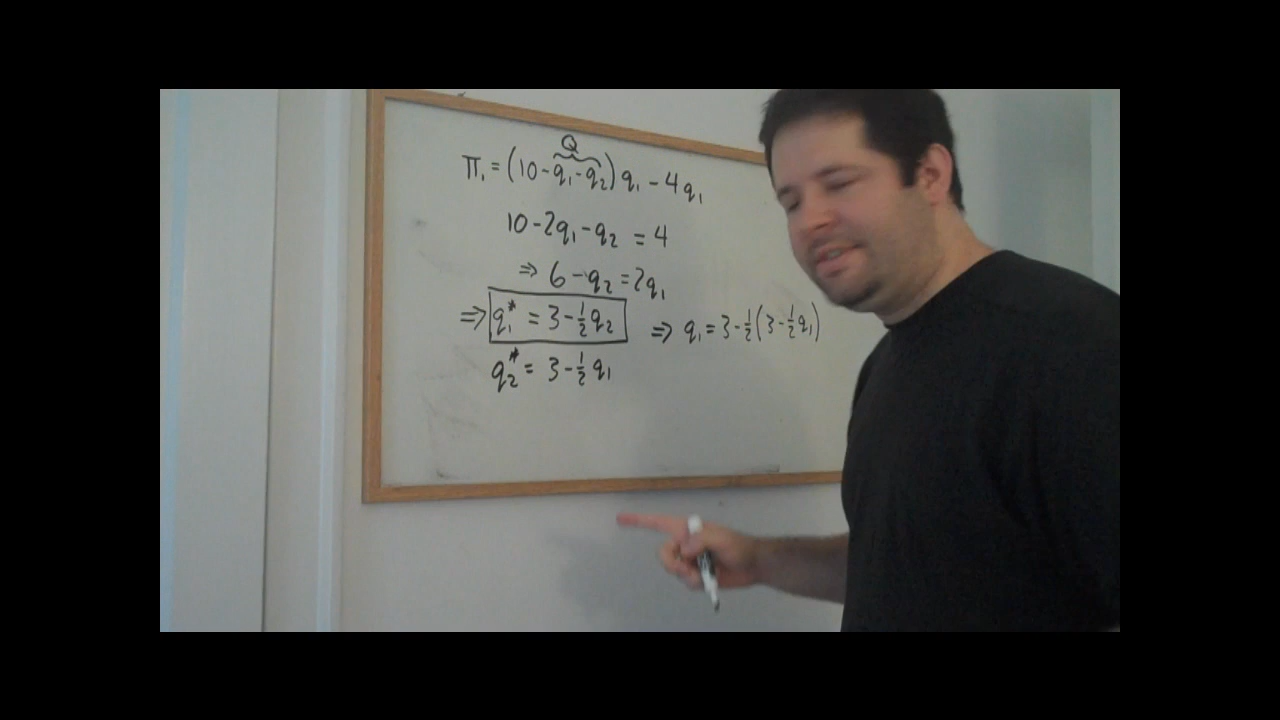 Q
π₁ = (10 - q₁ - q₂) q₁ - 4q₁
10 - 2q₁ - q₂ = 4
⇒ 6 - q₂ = 2q₁
⇒ q₁* = 3 - ½q₂ ⇒ q₁ = 3 - ½(3 - ½q₁)
q₂* = 3 - ½q₁